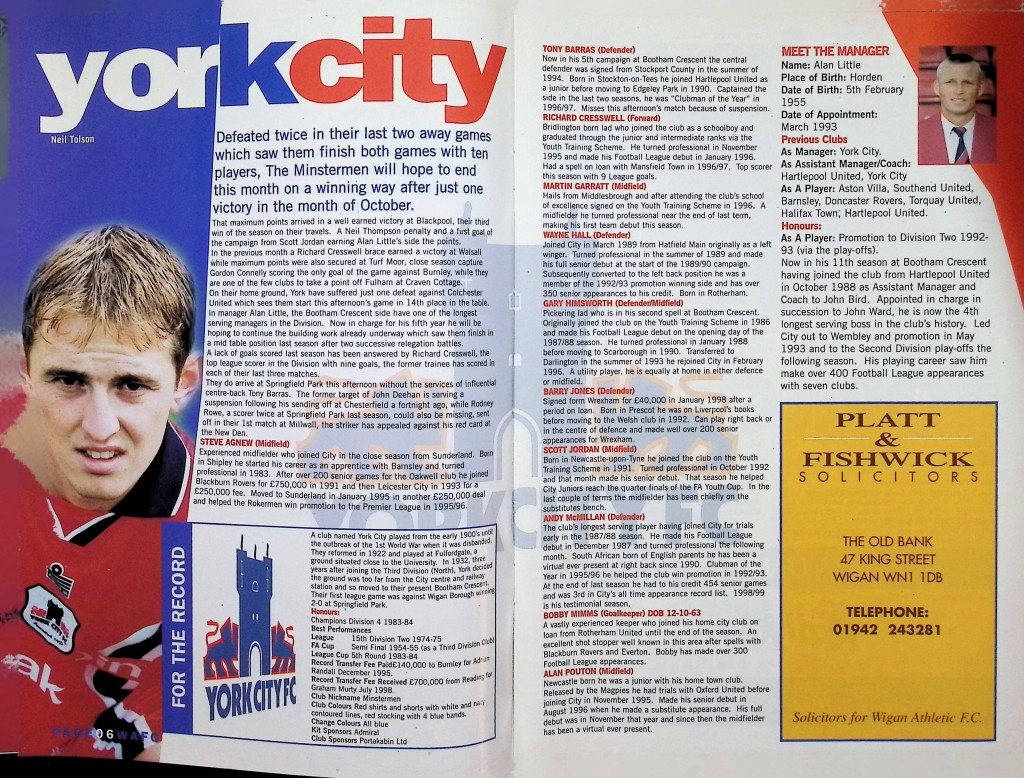 yorkcity
Neil Tolson
Defeated twice in their last two away games
which saw them finish both games with ten
players, The Minstermen will hope to end
this month on a winning way after just one
victory in the month of October.
That maximum points arrived in a well earned victory at Blackpool, their third
win of the season on their travels. A Neil Thompson penalty and a first goal of
the campaign from Scott Jordan earning Alan Little's side the points.
In the previous month a Richard Cresswell brace earned a victory at Walsall
while maximum points were also secured at Turf Moor, close season capture
Gordon Connelly scoring the only goal of the game against Burnley, while they
are one of few clubs to take a point off Fulham at Craven Cottage.
On their home ground, York have suffered just one defeat against Colchester
United which sees them start this afternoon's game in 14th place in the table.
In manager Alan Little, the Bootham Crescent side have one of the longest
serving managers in the Division. Now in charge for his fifth year he will be
hoping to continue the building work already underway which saw them finish in
a mid table position last season after two successive relegation battles.
A lack of goals scored last season has been answered by Richard Cresswell, the
top league scorer in the Division with nine goals, the former trainee has scored in
each of their last three matches.
They do arrive at Springfield Park this afternoon without the services of influential
centre-back Tony Barras. The former target of John Deehan is serving a
suspension following his sending off at Chesterfield a fortnight ago, while Rodney
Rowe, a scorer twice at Springfield Park last season, could also be missing, sent
off in their 1st match at Millwall, the striker has appealed against his red card at
the New Den.
STEVE AGNEW (Midfield)
Experienced midfielder who joined City in the close season from Sunderland. Born
in Shipley he started his career as an apprentice with Barnsley and turned
professional in 1983. After over 200 senior games for the Oakwell club he joined
Blackburn Rovers for £750,000 in 1991 and then Leicester City in 1993 for a
£250,000 fee. Moved to Sunderland in January 1995 in another £250,000 deal
and helped the Rokermen win promotion to the Premier League in 1995/96.
FOR THE RECORD
YORK CITY FC
A club named York City played from the early 1900's until
the outbreak of the 1st World War when it was disbanded.
They reformed in 1922 and played at Fulfordgate, a
ground situated close to the University. In 1932, three
years after joining the Third Division (North), York decided
the ground was too far from the City centre and railway
station and so moved to their present Bootham Crescent.
Their first league game was against Wigan Borough winning
2-0 at Springfield Park.
Honours:
Champions Division 4 1983-84
Best Performances
League 15th Division Two 1974-75
FA Cup Semi Final 1954-55 (as a Third Division Club)
League Cup 5th Round 1983-84
Record Transfer Fee Paid£140,000 to Burnley for Adrian
Randall December 1995.
Record Transfer Fee Received £700,000 from Reading for
Graham Murty July 1998.
Club Nickname Minstermen
Club Colours Red shirts and shorts with white and navy
contoured lines, red stocking with 4 blue bands.
Change Colours All blue
Kit Sponsors Admiral
Club Sponsors Portakabin Ltd
PAGE06WAFC
TONY BARRAS (Defender)
Now in his 5th campaign at Bootham Crescent the central
defender was signed from Stockport County in the summer of
1994. Born in Stockton-on-Tees he joined Hartlepool United as
a junior before moving to Edgeley Park in 1990. Captained the
side in the last two seasons, he was "Clubman of the Year" in
1996/97. Misses this afternoon's match because of suspension.
RICHARD CRESSWELL (Forward)
Bridlington born lad who joined the club as a schoolboy and
graduated through the junior and intermediate ranks via the
Youth Training Scheme. He turned professional in November
1995 and made his Football League debut in January 1996.
Had a spell on loan with Mansfield Town in 1996/97. Top scorer
this season with 9 League goals.
MARTIN GARRATT (Midfield)
Hails from Middlesbrough and after attending the club's school
of excellence signed on the Youth Training Scheme in 1996. A
midfielder he turned professional near the end of last term,
making his first team debut this season.
WAYNE HALL (Defender)
Joined City in March 1989 from Hatfield Main originally as a left
winger. Turned professional in the summer of 1989 and made
his full senior debut at the start of the 1989/90 campaign.
Subsequently converted to the left back position he was a
member of the 1992/93 promotion winning side and has over
350 senior appearances to his credit. Born in Rotherham.
GARY HIMSWORTH (Defender/Midfield)
Pickering lad who is in his second spell at Bootham Crescent.
Originally joined the club on the Youth Training Scheme in 1986
and made his Football League debut on the opening day of the
1987/88 season. He turned professional in January 1988
before moving to Scarborough in 1990. Transferred to
Darlington in the summer of 1993 he rejoined City in February
1996. A utility player, he is equally at home in either defence
or midfield.
BARRY JONES (Defender)
Signed form Wrexham for £40,000 in January 1998 after a
period on loan. Born in Prescot he was on Liverpol's books
before moving to the Welsh club in 1992. Can play right back or
in the centre of defence and made well over 200 senior
appearances for Wrexham.
SCOTT JORDAN (Midfield)
Born in Newcastle-upon-Tyne he joined the club on the Youth
Training Scheme in 1991. Turned professional in October 1992
and that month made his senior debut. That season he helped
City Juniors reach the quarter finals of the FA Youth Cup. In the
last couple of terms the midfielder has been chiefly on the
substitutes bench.
ANDY McMILLAN (Defender)
The club's longest serving player having joined City for trials
early in the 1987/88 season. He made his Football League
debut in December 1987 and turned professional the following
month. South African born of English parents he has been a
virtual ever present at right back since 1990. Clubman of the
Year in 1995/96 he helped the club win promotion in 1992/93.
At the end of last season he had to his credit 454 senior games
and was 3rd in City's all time appearance record list. 1998/99
is his testimonial season.
BOBBY MIMMS (Goalkeeper) DOB 12-10-63
A vastly experienced keeper who joined his home city club on
loan from Rotherham United until the end of the season. An
excellent shot stopper well known in this area after spells with
Blackburn Rovers and Everton. Bobby has made over 300
Football League appearances.
ALAN POUTON (Midfield)
Newcastle born he was a junior with his home town club.
Released by the Magpies he had trials with Oxford United before
joining City in November 1995. Made his senior debut in
August 1996 when he made a substitute appearance. His full
debut was in November that year and since then the midfielder
has been a virtual ever present.
MEET THE MANAGER
Name: Alan Little
Place of Birth: Horden
Date of Birth: 5th February
1955
Date of Appointment:
March 1993
Previous Clubs
As Manager: York City.
As Assistant Manager/Coach:
Hartlepool United, York City
As A Player: Aston Villa, Southend United,
Barnsley, Doncaster Rovers, Torquay United,
Halifax Town, Hartlepool United.
Honours:
As A Player: Promotion to Division Two 1992-
93 (via the play-offs).
Now in his 11th season at Bootham Crescent
having joined the club from Hartlepool United
in October 1988 as Assistant Manager and
Coach to John Bird. Appointed in charge in
succession to John Ward, he is now the 4th
longest serving boss in the club's history. Led
City out to Wembley and promotion in May
1993 and to the Second Division play-offs the
following season. His playing career saw him
make over 400 Football League appearances
with seven clubs.
PLATT
&
FISHWICK
SOLICITORS
THE OLD BANK
47 KING STREET
WIGAN WN1 1DB
TELEPHONE:
01942 243281
Solicitors for Wigan Athletic F.C.